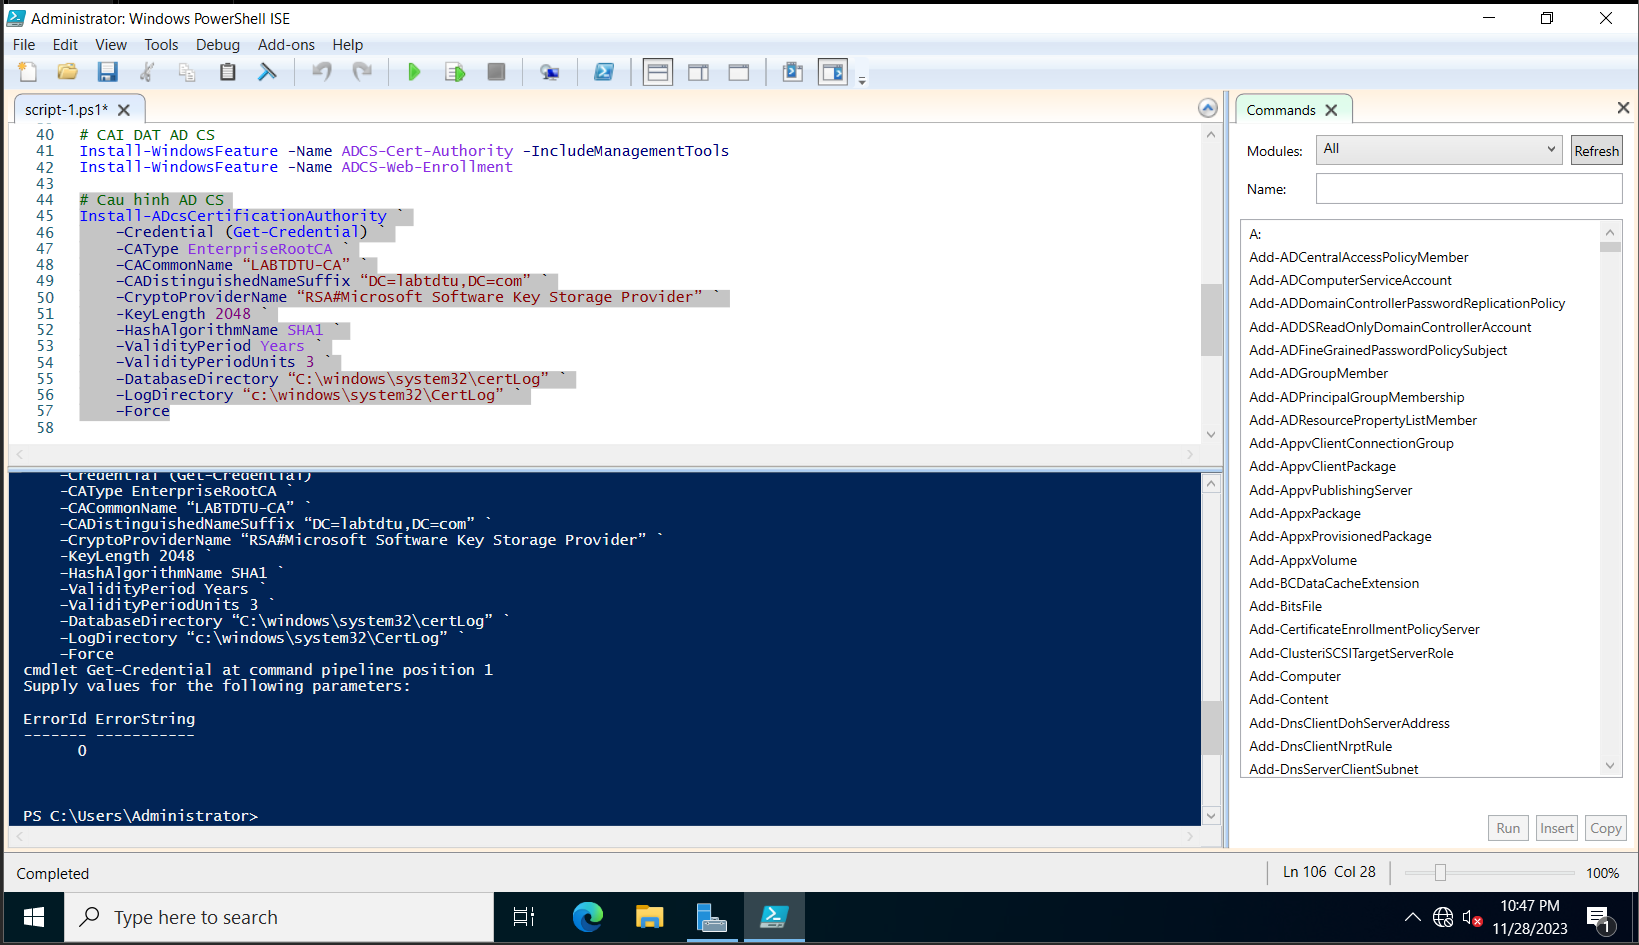 Administrator: Windows PowerShell ISE
File Edit View Tools Debug Add-ons Help
script-1.ps1*
40 # CAI DAT AD CS
41 Install-WindowsFeature -Name ADCS-Cert-Authority -IncludeManagementTools
42 Install-WindowsFeature -Name ADCS-Web-Enrollment
43
44 # Cau hinh AD CS
45 Install-ADcsCertificationAuthority `
46 –Credential (Get-Credential) `
47 –CAType EnterpriseRootCA `
48 –CACommonName “LABTDTU-CA” `
49 –CADistinguishedNameSuffix “DC=labtdtu,DC=com” `
50 –CryptoProviderName “RSA#Microsoft Software Key Storage Provider” `
51 –KeyLength 2048 `
52 –HashAlgorithmName SHA1 `
53 –ValidityPeriod Years `
54 –ValidityPeriodUnits 3 `
55 –DatabaseDirectory “C:\windows\system32\certLog” `
56 –LogDirectory “c:\windows\system32\CertLog” `
57 –Force
58
–Credential (Get-Credential) `
–CAType EnterpriseRootCA `
–CACommonName “LABTDTU-CA” `
–CADistinguishedNameSuffix “DC=labtdtu,DC=com” `
–CryptoProviderName “RSA#Microsoft Software Key Storage Provider” `
–KeyLength 2048 `
–HashAlgorithmName SHA1 `
–ValidityPeriod Years `
–ValidityPeriodUnits 3 `
–DatabaseDirectory “C:\windows\system32\certLog” `
–LogDirectory “c:\windows\system32\CertLog” `
–Force
cmdlet Get-Credential at command pipeline position 1
Supply values for the following parameters:
ErrorId ErrorString
------- -----------
0
PS C:\Users\Administrator>
Commands
Modules: All Refresh
Name:
A:
Add-ADCentralAccessPolicyMember
Add-ADComputerServiceAccount
Add-ADDomainControllerPasswordReplicationPolicy
Add-ADDSReadOnlyDomainControllerAccount
Add-ADFineGrainedPasswordPolicySubject
Add-ADGroupMember
Add-ADPrincipalGroupMembership
Add-ADResourcePropertyListMember
Add-AppvClientConnectionGroup
Add-AppvClientPackage
Add-AppvPublishingServer
Add-AppxPackage
Add-AppxProvisionedPackage
Add-AppxVolume
Add-BCDataCacheExtension
Add-BitsFile
Add-CertificateEnrollmentPolicyServer
Add-ClusteriSCSITargetServerRole
Add-Computer
Add-Content
Add-DnsClientDohServerAddress
Add-DnsClientNrptRule
Add-DnsServerClientSubnet
Run Insert Copy
Completed Ln 106 Col 28 100%
Type here to search
10:47 PM
11/28/2023
1